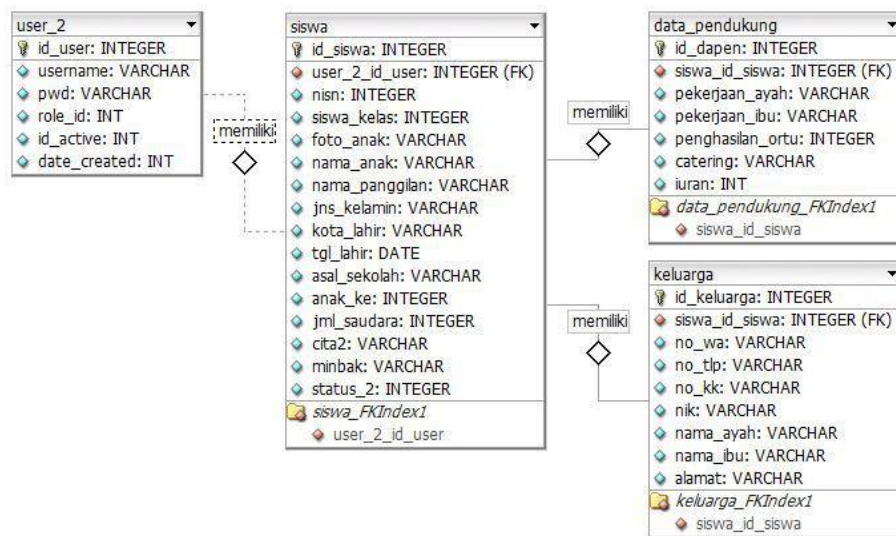 user_2
id_user: INTEGER
username: VARCHAR
pwd: VARCHAR
role_id: INT
id_active: INT
date_created: INT
memiliki
siswa
id_siswa: INTEGER
user_2_id_user: INTEGER (FK)
nisn: INTEGER
siswa_kelas: INTEGER
foto_anak: VARCHAR
nama_anak: VARCHAR
nama_panggilan: VARCHAR
jns_kelamin: VARCHAR
kota_lahir: VARCHAR
tgl_lahir: DATE
asal_sekolah: VARCHAR
anak_ke: INTEGER
jml_saudara: INTEGER
cita2: VARCHAR
minbak: VARCHAR
status_2: INTEGER
siswa_FKIndex1
user_2_id_user
memiliki
data_pendukung
id_dapen: INTEGER
siswa_id_siswa: INTEGER (FK)
pekerjaan_ayah: VARCHAR
pekerjaan_ibu: VARCHAR
penghasilan_ortu: INTEGER
catering: VARCHAR
iuran: INT
data_pendukung_FKIndex1
siswa_id_siswa
memiliki
keluarga
id_keluarga: INTEGER
siswa_id_siswa: INTEGER (FK)
no_wa: VARCHAR
no_tlp: VARCHAR
no_kk: VARCHAR
nik: VARCHAR
nama_ayah: VARCHAR
nama_ibu: VARCHAR
alamat: VARCHAR
keluarga_FKIndex1
siswa_id_siswa